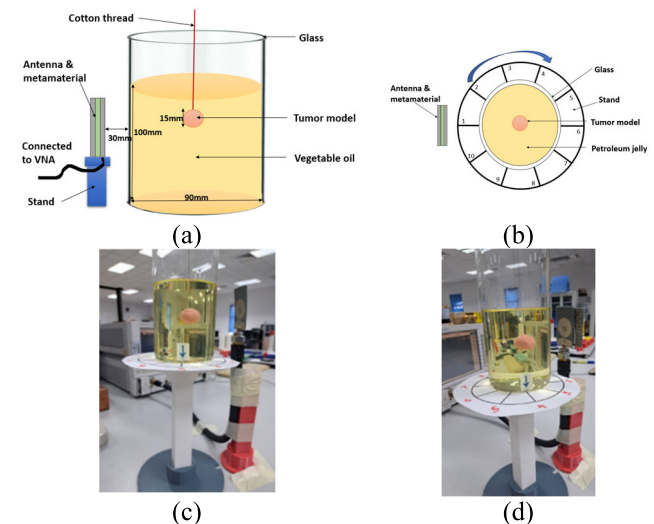 Cotton thread
Glass
Antenna &
metamaterial
15mm
Tumor model
100mm
30mm
Connected
to VNA
Vegetable oil
Stand
90mm
(a)
3
4
2
Glass
Antenna &
metamaterial
5
Stand
1
6
Tumor model
Petroleum jelly
10
7
9
8
(b)
(c)
(d)